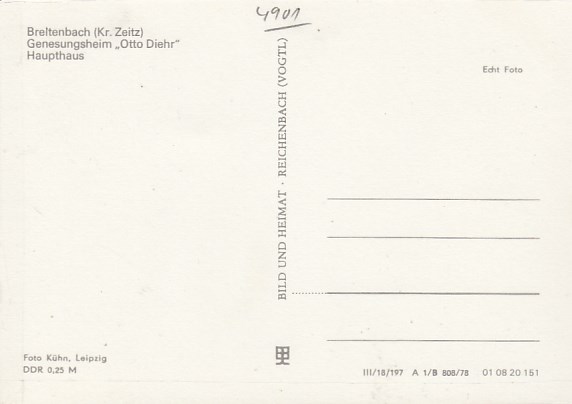 4901
Breitenbach (Kr. Zeitz)
Genesungsheim „Otto Diehr"
Haupthaus
Echt Foto
BILD UND HEIMAT · REICHENBACH (VOGTL)
Foto Kühn, Leipzig
DDR 0,25 M
III/18/197 A 1/B 808/78 01 08 20 151